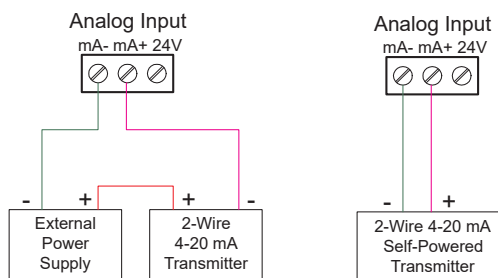 Analog Input
mA- mA+ 24V
- + + -
External
Power
Supply
2-Wire
4-20 mA
Transmitter
Analog Input
mA- mA+ 24V
- +
2-Wire 4-20 mA
Self-Powered
Transmitter